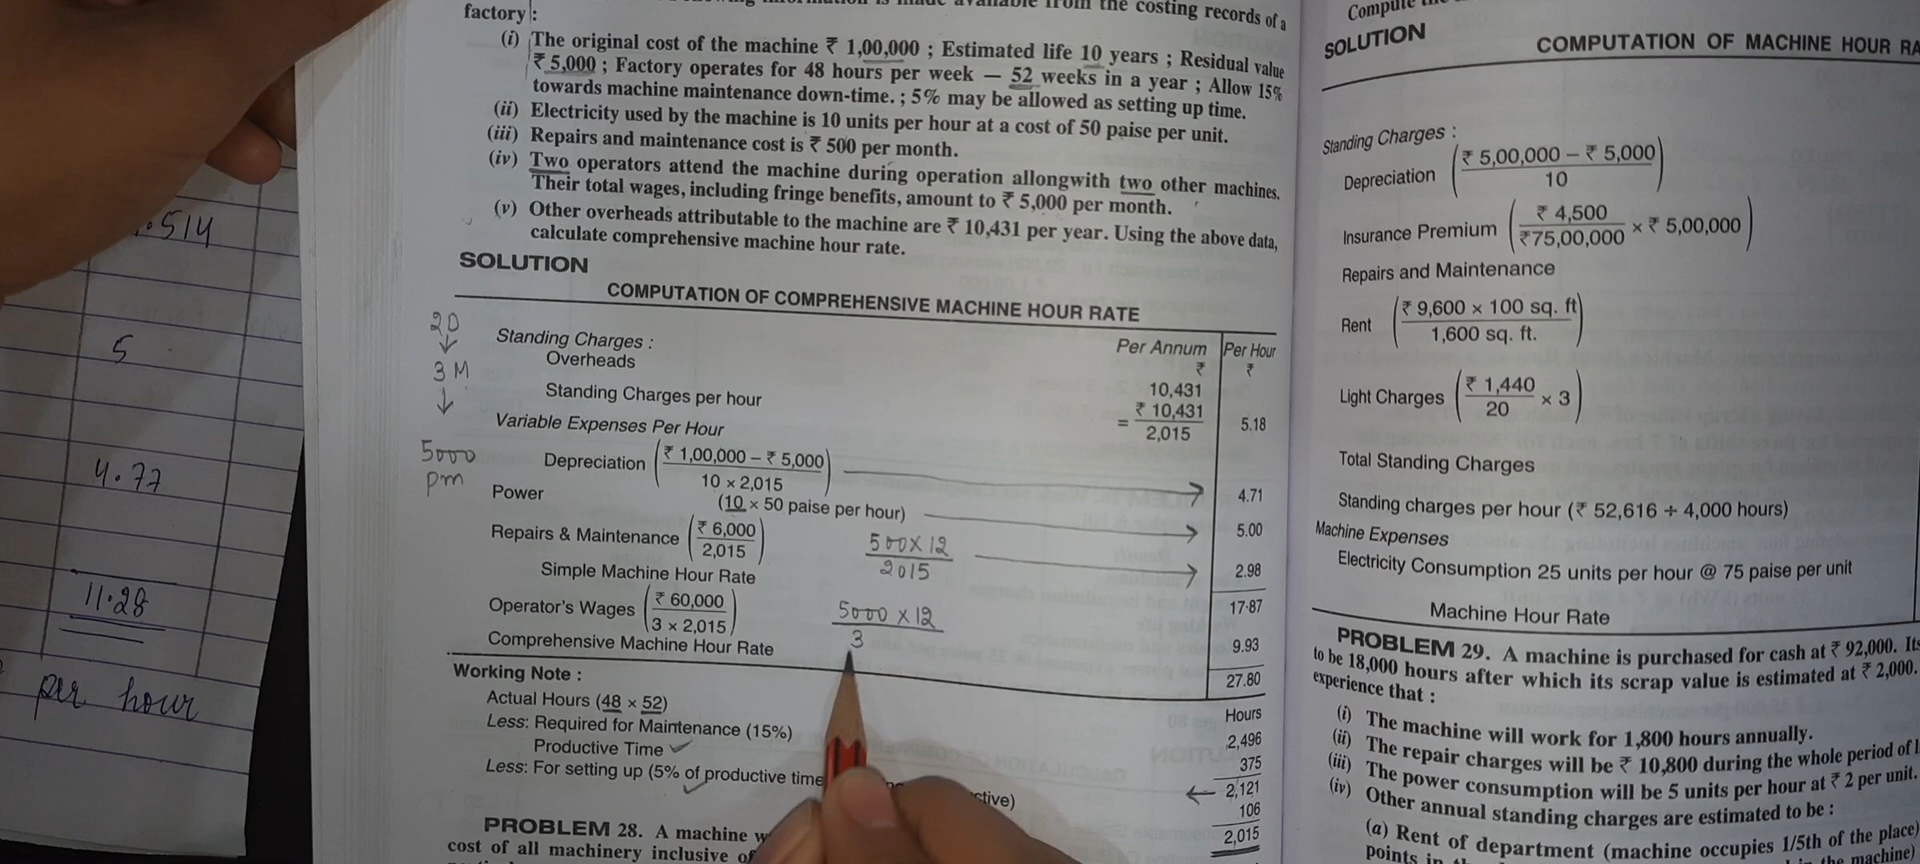 .514
5
4.77
11.28
per hour
the costing records of a
factory :
(i) The original cost of the machine ₹ 1,00,000 ; Estimated life 10 years ; Residual value
₹ 5,000 ; Factory operates for 48 hours per week — 52 weeks in a year ; Allow 15%
towards machine maintenance down-time. ; 5% may be allowed as setting up time.
(ii) Electricity used by the machine is 10 units per hour at a cost of 50 paise per unit.
(iii) Repairs and maintenance cost is ₹ 500 per month.
(iv) Two operators attend the machine during operation allongwith two other machines.
Their total wages, including fringe benefits, amount to ₹ 5,000 per month.
(v) Other overheads attributable to the machine are ₹ 10,431 per year. Using the above data,
calculate comprehensive machine hour rate.
SOLUTION
COMPUTATION OF COMPREHENSIVE MACHINE HOUR RATE
Per Annum Per Hour
₹ ₹
Standing Charges :
Overheads 10,431
Standing Charges per hour = ₹ 10,431 / 2,015 5.18
Variable Expenses Per Hour
3 M
5000
pm
Depreciation (₹ 1,00,000 – ₹ 5,000 / 10 × 2,015) 4.71
Power (10 × 50 paise per hour) 5.00
Repairs & Maintenance (₹ 6,000 / 2,015) 500 X 12 / 2015 2.98
Simple Machine Hour Rate 17·87
Operator's Wages (₹ 60,000 / 3 × 2,015) 5000 X 12 / 3 9.93
Comprehensive Machine Hour Rate 27.80
Working Note :
Hours
Actual Hours (48 × 52) 2,496
Less: Required for Maintenance (15%) 375
Productive Time 2,121
Less: For setting up (5% of productive time ctive) 106
2,015
PROBLEM 28. A machine
cost of all machinery inclusive of
Compute
SOLUTION
COMPUTATION OF MACHINE HOUR RA
Standing Charges :
Depreciation (₹ 5,00,000 – ₹ 5,000 / 10)
Insurance Premium (₹ 4,500 / ₹75,00,000 × ₹ 5,00,000)
Repairs and Maintenance
Rent (₹ 9,600 × 100 sq. ft / 1,600 sq. ft.)
Light Charges (₹ 1,440 / 20 × 3)
Total Standing Charges
Standing charges per hour (₹ 52,616 ÷ 4,000 hours)
Machine Expenses
Electricity Consumption 25 units per hour @ 75 paise per unit
Machine Hour Rate
PROBLEM 29. A machine is purchased for cash at ₹ 92,000. Its
to be 18,000 hours after which its scrap value is estimated at ₹ 2,000.
experience that :
(i) The machine will work for 1,800 hours annually.
(ii) The repair charges will be ₹ 10,800 during the whole period of
(iii) The power consumption will be 5 units per hour at ₹ 2 per unit.
(iv) Other annual standing charges are estimated to be :
(a) Rent of department (machine occupies 1/5th of the place)
points in the machine)